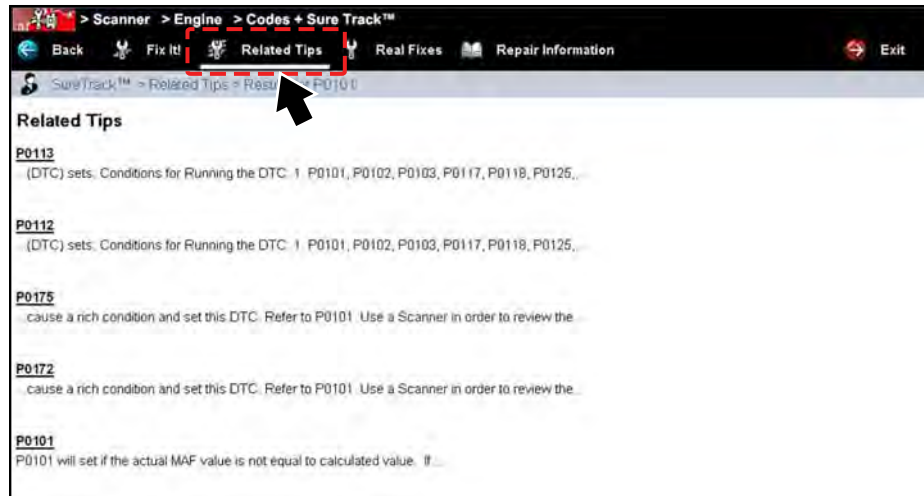 > Scanner > Engine > Codes + Sure Track™
Back Fix It! Related Tips Real Fixes Repair Information Exit
SureTrack™ > Related Tips > Resu P0101
Related Tips
P0113
(DTC) sets. Conditions for Running the DTC. 1. P0101, P0102, P0103, P0117, P0118, P0125,...
P0112
(DTC) sets. Conditions for Running the DTC. 1. P0101, P0102, P0103, P0117, P0118, P0125,...
P0175
...cause a rich condition and set this DTC. Refer to P0101. Use a Scanner in order to review the...
P0172
...cause a rich condition and set this DTC. Refer to P0101. Use a Scanner in order to review the...
P0101
P0101 will set if the actual MAF value is not equal to calculated value. If...